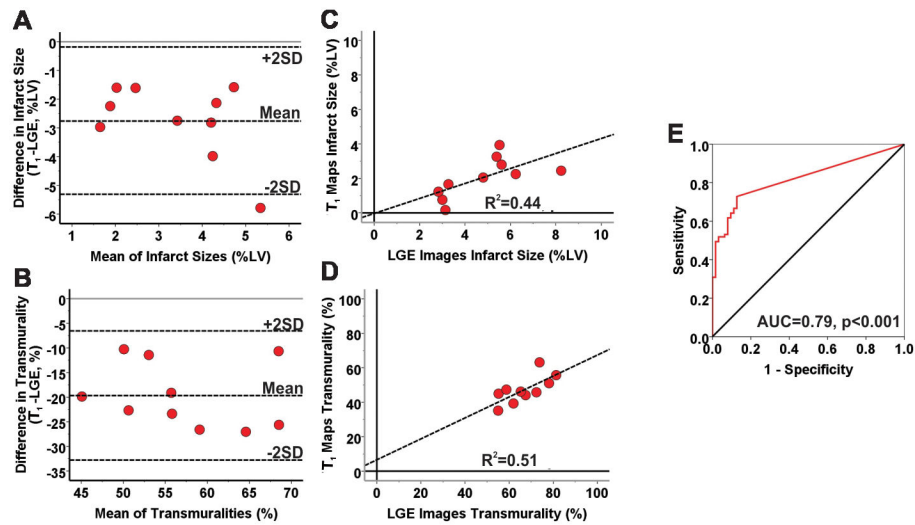 A
Difference in Infarct Size
(T₁-LGE, %LV)
0
-1
-2
-3
-4
-5
-6
+2SD
Mean
-2SD
1 2 3 4 5 6
Mean of Infarct Sizes (%LV)
B
Difference in Transmurality
(T₁-LGE, %)
0
-5
-10
-15
-20
-25
-30
-35
+2SD
Mean
-2SD
45 50 55 60 65 70
Mean of Transmuralities (%)
C
T₁ Maps Infarct Size (%LV)
10
8
6
4
2
0
R²=0.44
0 2 4 6 8 10
LGE Images Infarct Size (%LV)
D
T₁ Maps Transmurality (%)
100
80
60
40
20
0
R²=0.51
0 20 40 60 80 100
LGE Images Transmurality (%)
E
Sensitivity
1.0
0.8
0.6
0.4
0.2
0.0
AUC=0.79, p<0.001
0.0 0.2 0.4 0.6 0.8 1.0
1 - Specificity